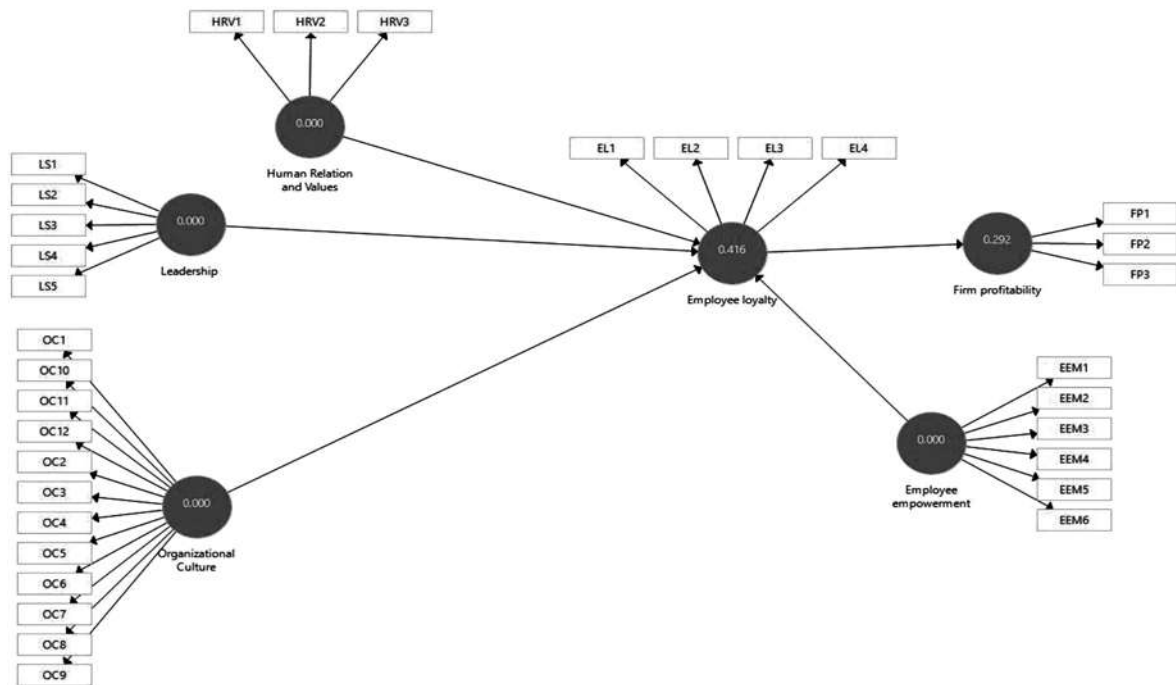 HRV1
HRV2
HRV3
0.000
Human Relation
and Values
LS1
LS2
LS3
LS4
LS5
0.000
Leadership
EL1
EL2
EL3
EL4
0.416
Employee loyalty
0.292
Firm profitability
FP1
FP2
FP3
OC1
OC10
OC11
OC12
OC2
OC3
OC4
OC5
OC6
OC7
OC8
OC9
0.000
Organizational
Culture
0.000
Employee
empowerment
EEM1
EEM2
EEM3
EEM4
EEM5
EEM6